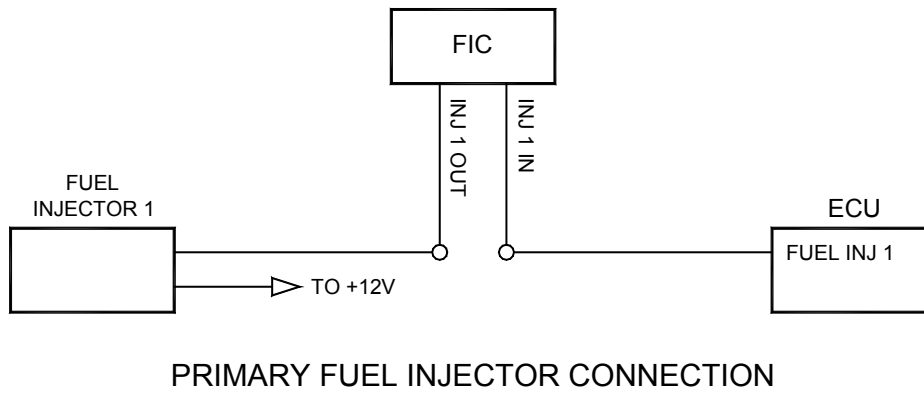 FIC
INJ 1 OUT
INJ 1 IN
FUEL
INJECTOR 1
ECU
FUEL INJ 1
TO +12V
PRIMARY FUEL INJECTOR CONNECTION